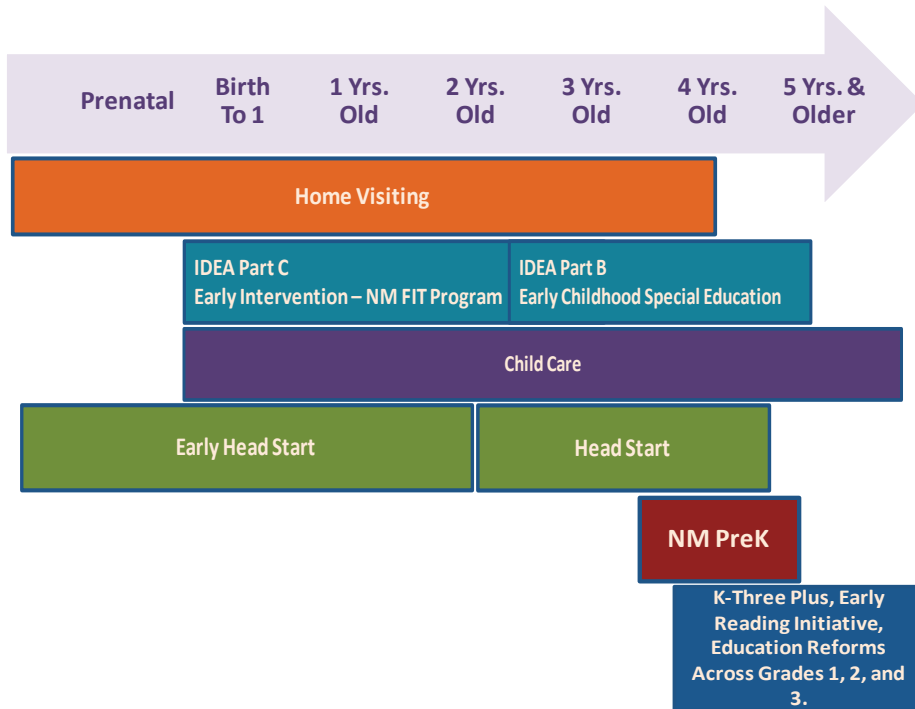 Prenatal
Birth
To 1
1 Yrs.
Old
2 Yrs.
Old
3 Yrs.
Old
4 Yrs.
Old
5 Yrs. &
Older
Home Visiting
IDEA Part C
Early Intervention – NM FIT Program
IDEA Part B
Early Childhood Special Education
Child Care
Early Head Start
Head Start
NM PreK
K-Three Plus, Early
Reading Initiative,
Education Reforms
Across Grades 1, 2, and
3.